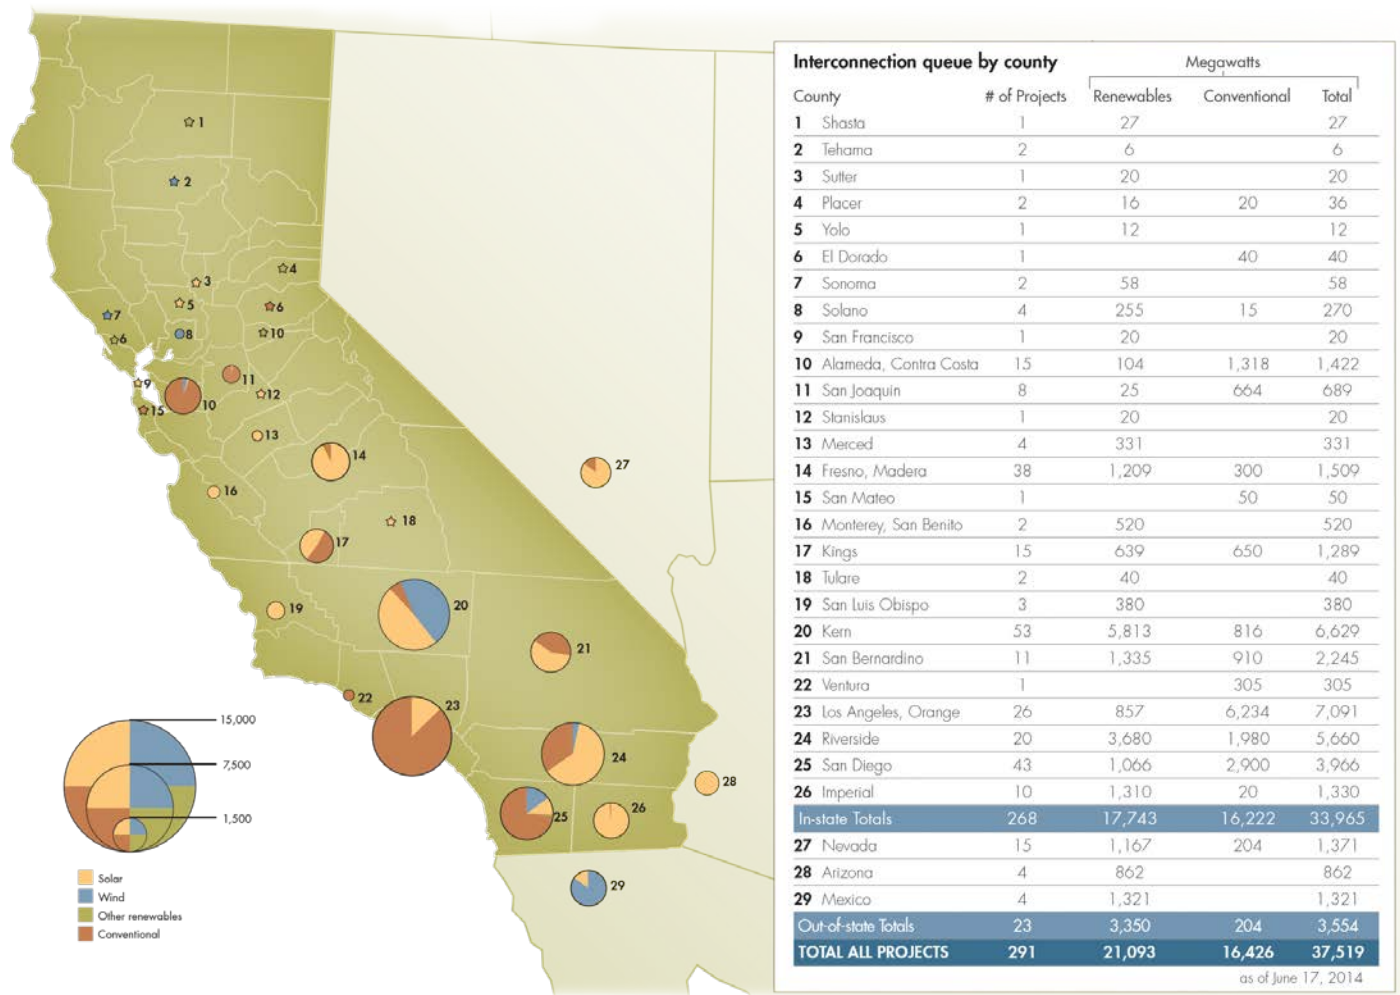 Interconnection queue by county
Megawatts
County # of Projects Renewables Conventional Total
1 Shasta 1 27 27
2 Tehama 2 6 6
3 Sutter 1 20 20
4 Placer 2 16 20 36
5 Yolo 1 12 12
6 El Dorado 1 40 40
7 Sonoma 2 58 58
8 Solano 4 255 15 270
9 San Francisco 1 20 20
10 Alameda, Contra Costa 15 104 1,318 1,422
11 San Joaquin 8 25 664 689
12 Stanislaus 1 20 20
13 Merced 4 331 331
14 Fresno, Madera 38 1,209 300 1,509
15 San Mateo 1 50 50
16 Monterey, San Benito 2 520 520
17 Kings 15 639 650 1,289
18 Tulare 2 40 40
19 San Luis Obispo 3 380 380
20 Kern 53 5,813 816 6,629
21 San Bernardino 11 1,335 910 2,245
22 Ventura 1 305 305
23 Los Angeles, Orange 26 857 6,234 7,091
24 Riverside 20 3,680 1,980 5,660
25 San Diego 43 1,066 2,900 3,966
26 Imperial 10 1,310 20 1,330
In-state Totals 268 17,743 16,222 33,965
27 Nevada 15 1,167 204 1,371
28 Arizona 4 862 862
29 Mexico 4 1,321 1,321
Out-of-state Totals 23 3,350 204 3,554
TOTAL ALL PROJECTS 291 21,093 16,426 37,519
as of June 17, 2014
1
2
4
3
5
6
7
8
6
10
9
11
12
10
15
13
14
27
16
18
17
19
20
21
22
23
24
28
25
26
29
15,000
7,500
1,500
Solar
Wind
Other renewables
Conventional